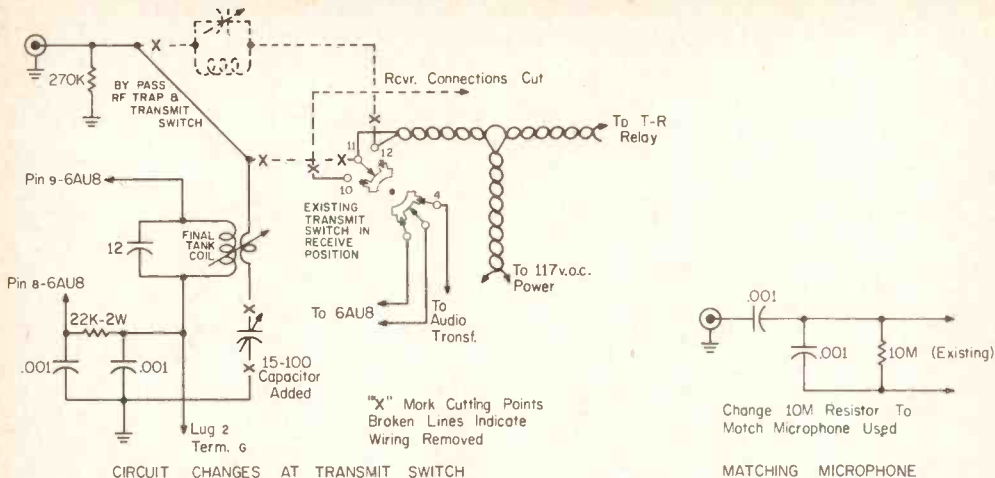 270K
BY PASS
RF TRAP &
TRANSMIT
SWITCH
Rcvr. Connections Cut
To T-R
Relay
11
12
10
4
EXISTING
TRANSMIT
SWITCH IN
RECEIVE
POSITION
Pin 9-6AU8
12
FINAL
TANK
COIL
Pin 8-6AU8
22K-2W
.001
.001
15-100
Capacitor
Added
Lug 2
Term. G
To 6AU8
To
Audio
Transf.
To 117v.a.c.
Power
"X" Mark Cutting Points
Broken Lines Indicate
Wiring Removed
CIRCUIT CHANGES AT TRANSMIT SWITCH
.001
.001
10M (Existing)
Change 10M Resistor To
Match Microphone Used
MATCHING MICROPHONE